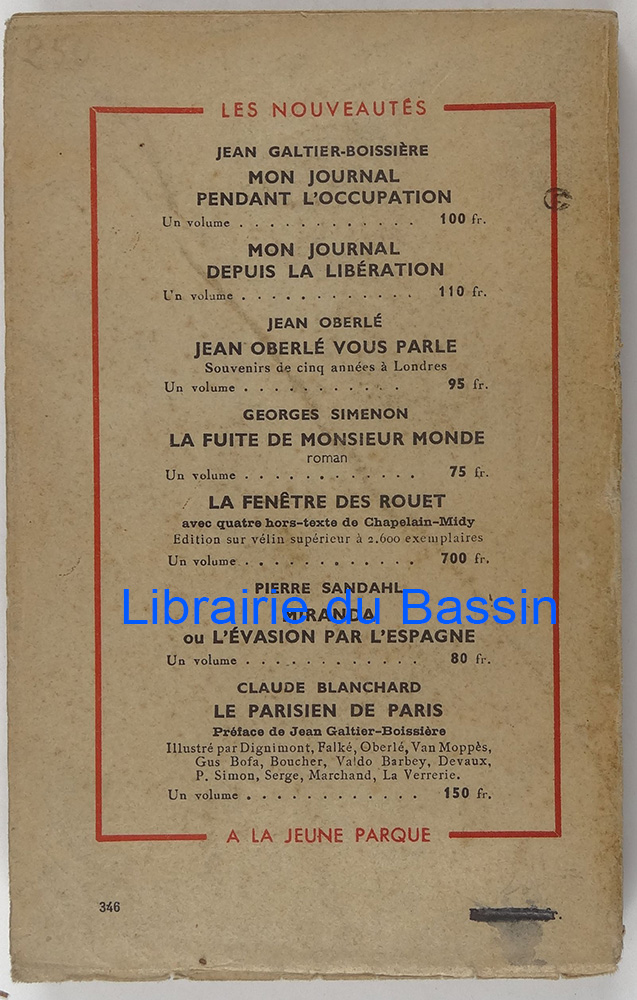 LES NOUVEAUTÉS
JEAN GALTIER-BOISSIÈRE
MON JOURNAL
PENDANT L'OCCUPATION
Un volume . . . . . . . . . . . . 100 fr.
MON JOURNAL
DEPUIS LA LIBÉRATION
Un volume . . . . . . . . . . . . 110 fr.
JEAN OBERLÉ
JEAN OBERLÉ VOUS PARLE
Souvenirs de cinq années à Londres
Un volume . . . . . . . . . . . 95 fr.
GEORGES SIMENON
LA FUITE DE MONSIEUR MONDE
roman
Un volume . . . . . . . . . . . . 75 fr.
LA FENÊTRE DES ROUET
avec quatre hors-texte de Chapelain-Midy
Edition sur vélin supérieur à 2.600 exemplaires
Un volume . . . . . . . . . . . . 700 fr.
PIERRE SANDAHL
Librairie du Bassin
MIRANDA
ou L'ÉVASION PAR L'ESPAGNE
Un volume . . . . . . . . . . . . 80 fr.
CLAUDE BLANCHARD
LE PARISIEN DE PARIS
Préface de Jean Galtier-Boissière
Illustré par Dignimont, Falké, Oberlé, Van Moppès,
Gus Bofa, Boucher, Valdo Barbey, Devaux,
P. Simon, Serge, Marchand, La Verrerie.
Un volume . . . . . . . . . . . . 150 fr.
A LA JEUNE PARQUE
346
fr.